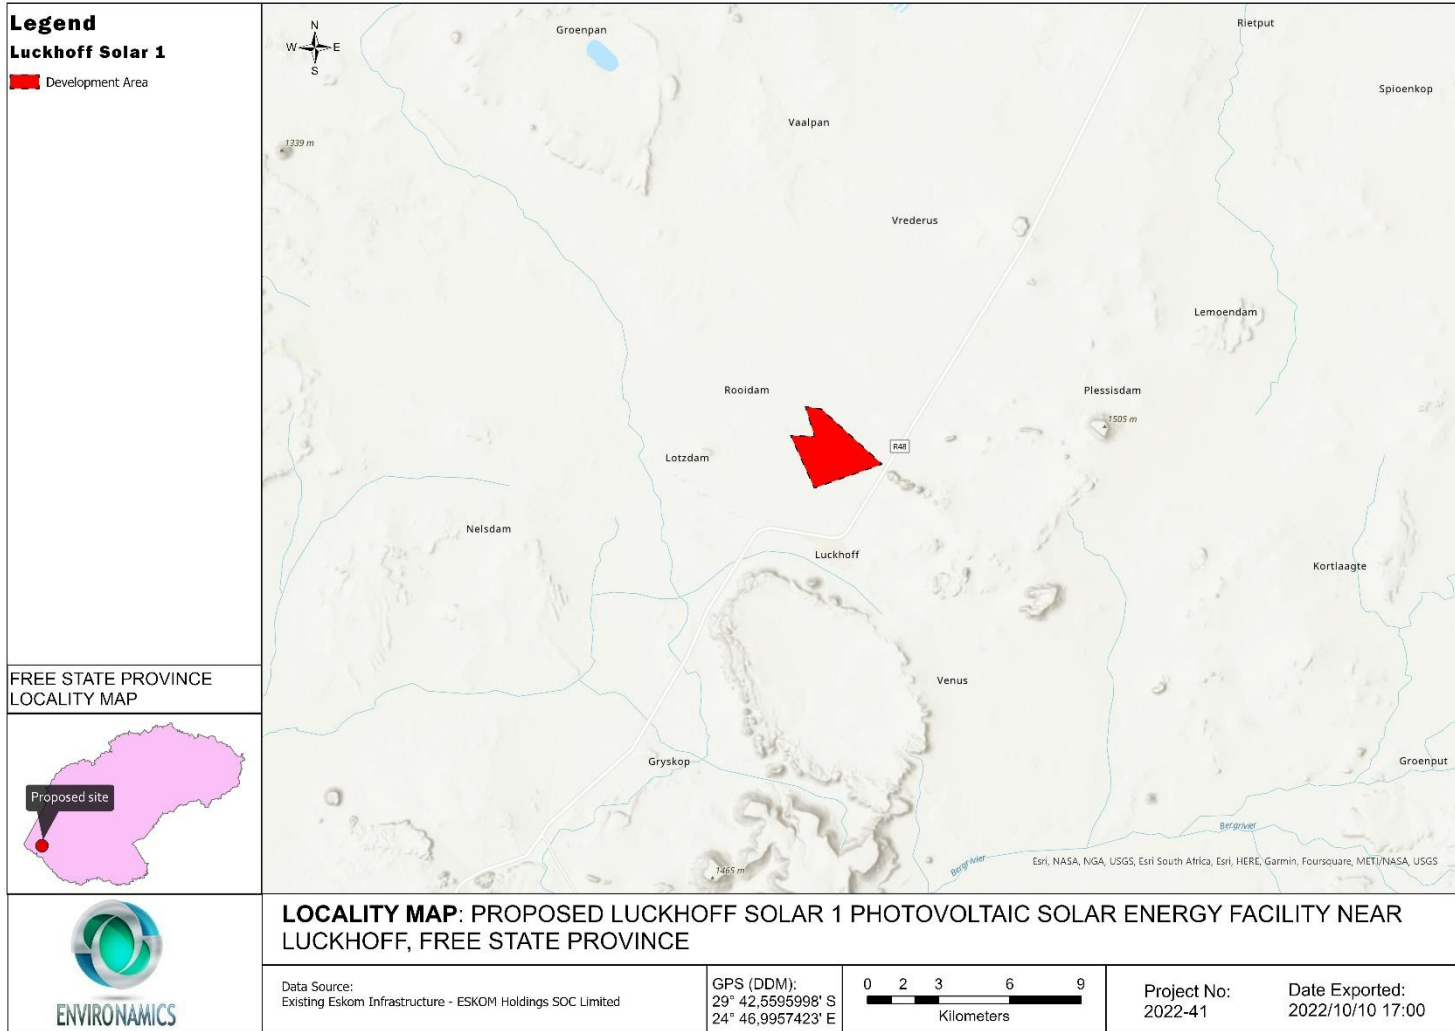 Legend
Luckhoff Solar 1
Development Area
N
W E
S
Groenpan
Rietput
Spioenkop
Vaalpan
1339 m
Vrederus
Lemoendam
Rooidam
Plessisdam
1505 m
R48
Lotzdam
Nelsdam
Luckhoff
Kortlaagte
Venus
Gryskop
Groenput
Bergrivier
Bergrivier
1465 m
Esri, NASA, NGA, USGS, Esri South Africa, Esri, HERE, Garmin, Foursquare, METI/NASA, USGS
FREE STATE PROVINCE
LOCALITY MAP
Proposed site
ENVIRONAMICS
LOCALITY MAP: PROPOSED LUCKHOFF SOLAR 1 PHOTOVOLTAIC SOLAR ENERGY FACILITY NEAR
LUCKHOFF, FREE STATE PROVINCE
Data Source:
Existing Eskom Infrastructure - ESKOM Holdings SOC Limited
GPS (DDM):
29° 42,5595998' S
24° 46,9957423' E
0 2 3 6 9
Kilometers
Project No:
2022-41
Date Exported:
2022/10/10 17:00